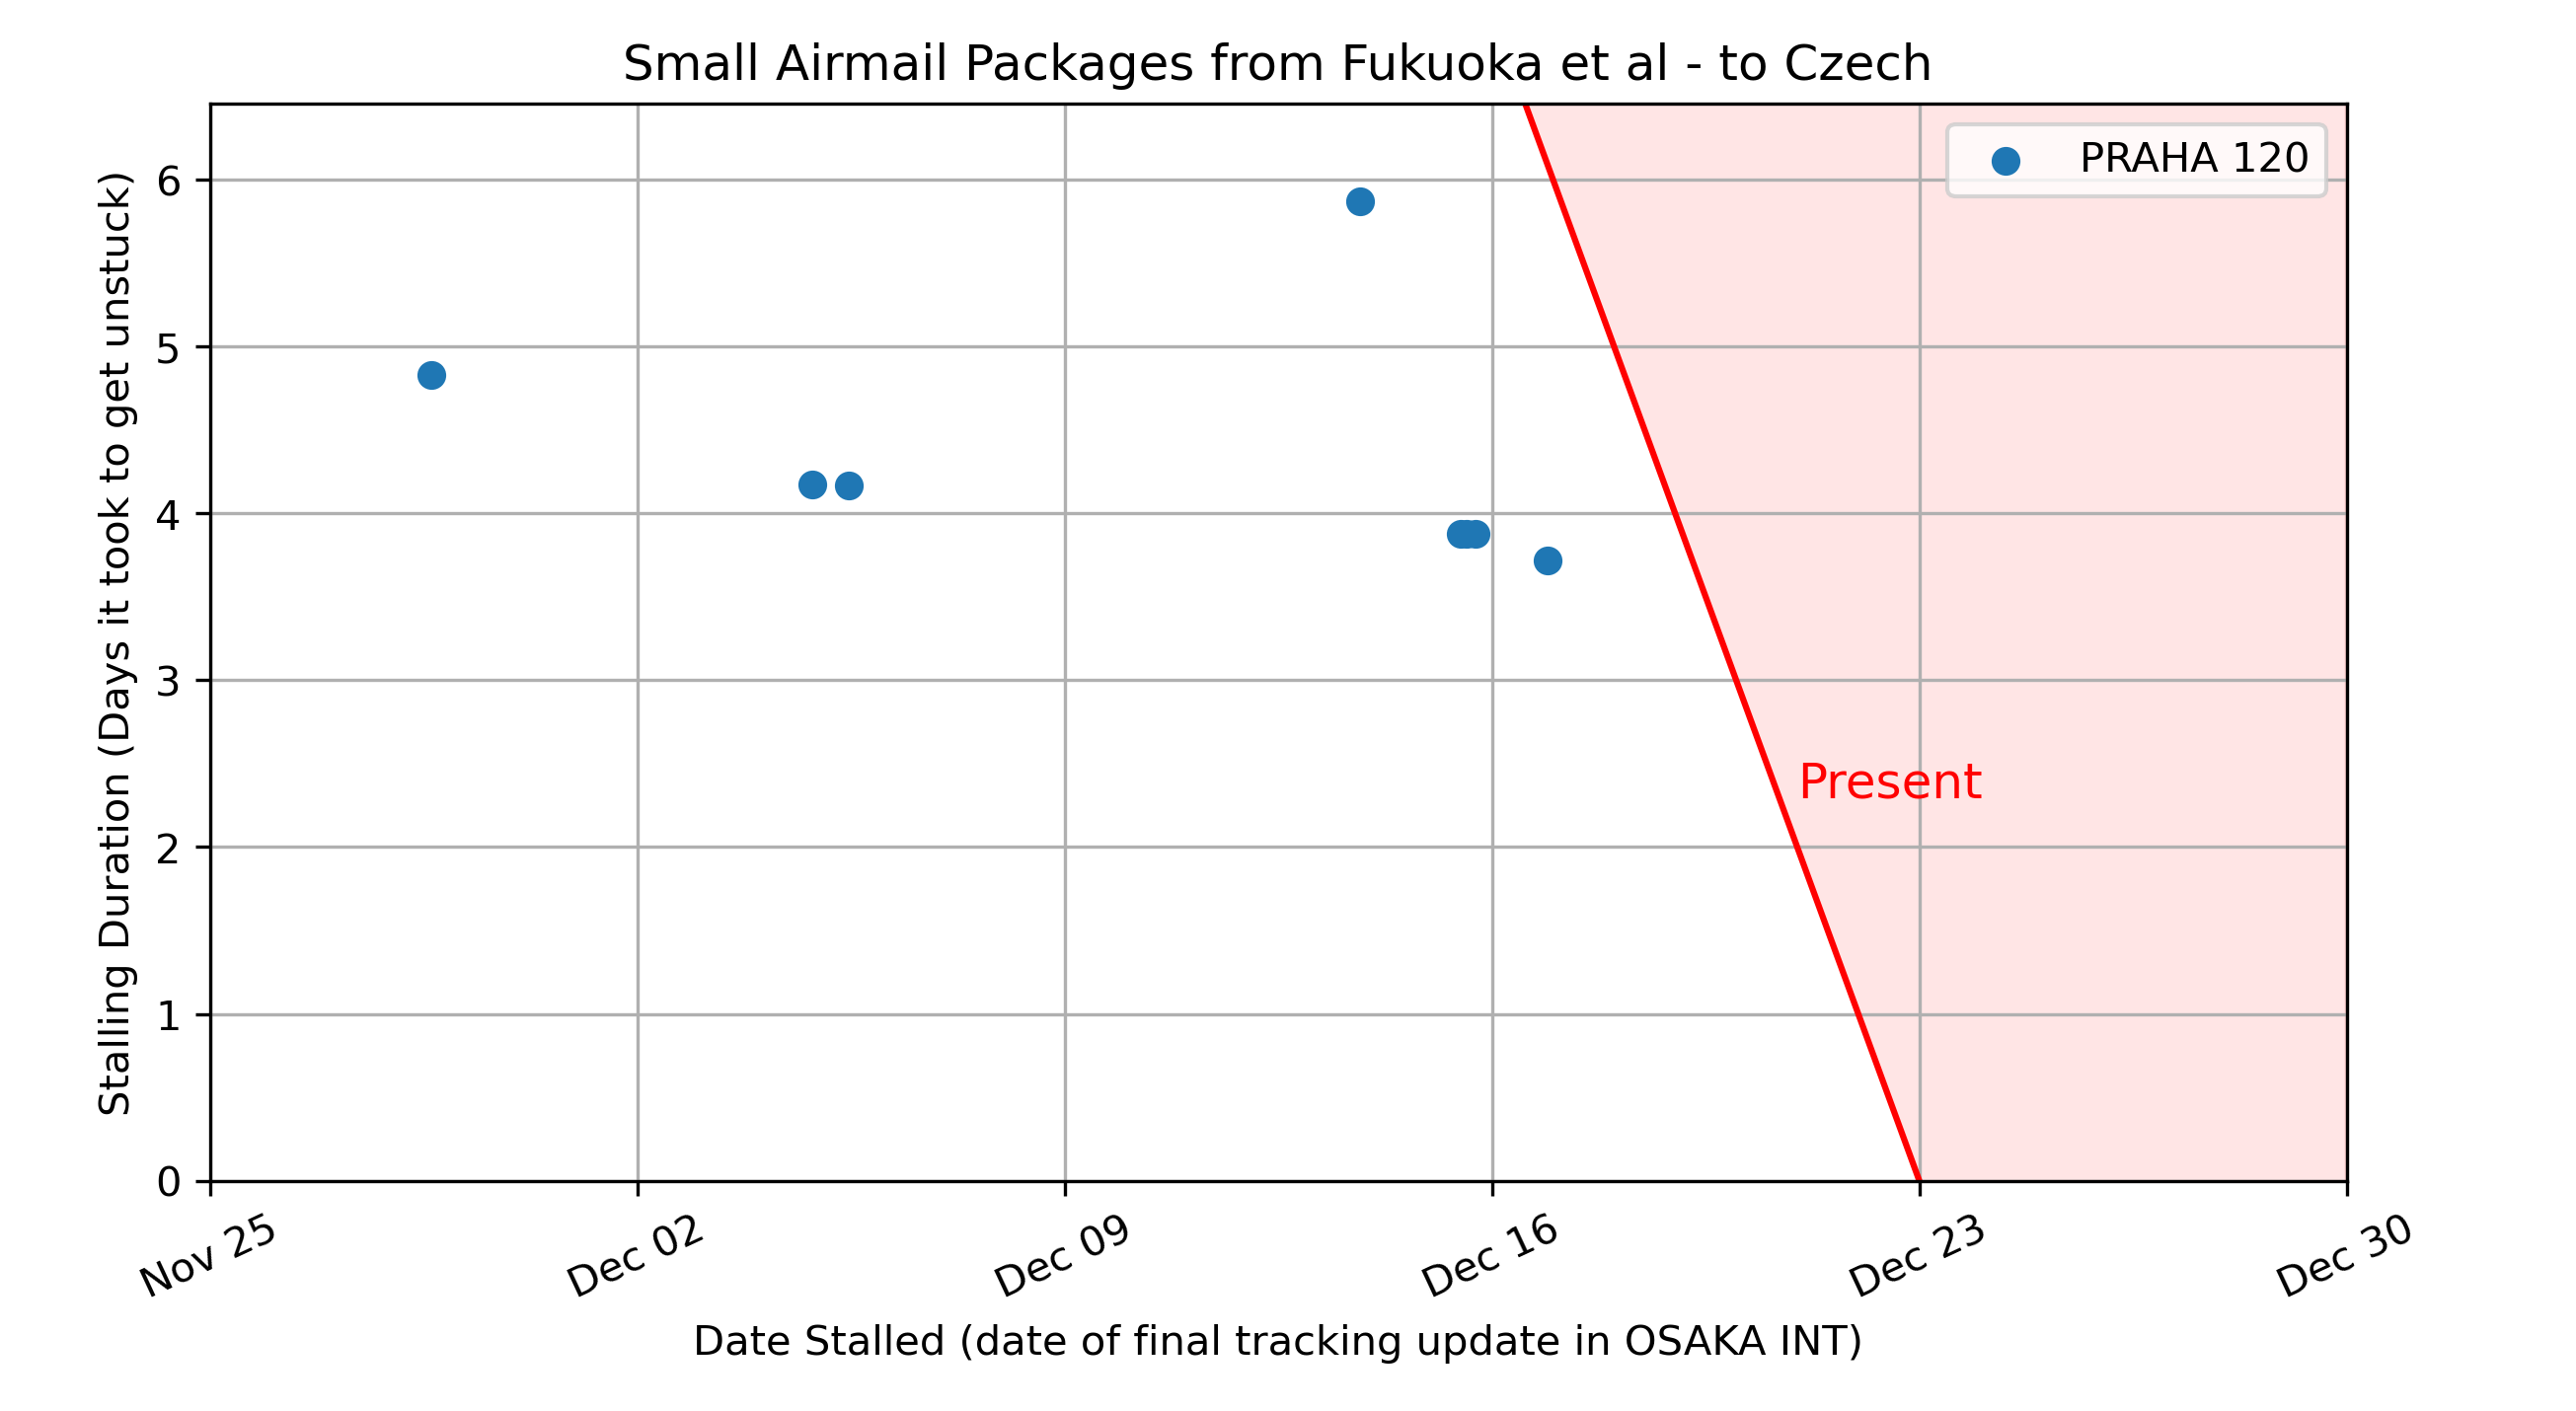 Small Airmail Packages from Fukuoka et al - to Czech
PRAHA 120
Stalling Duration (Days it took to get unstuck)
6
5
4
3
2
1
0
Present
Nov 25
Dec 02
Dec 09
Dec 16
Dec 23
Dec 30
Date Stalled (date of final tracking update in OSAKA INT)